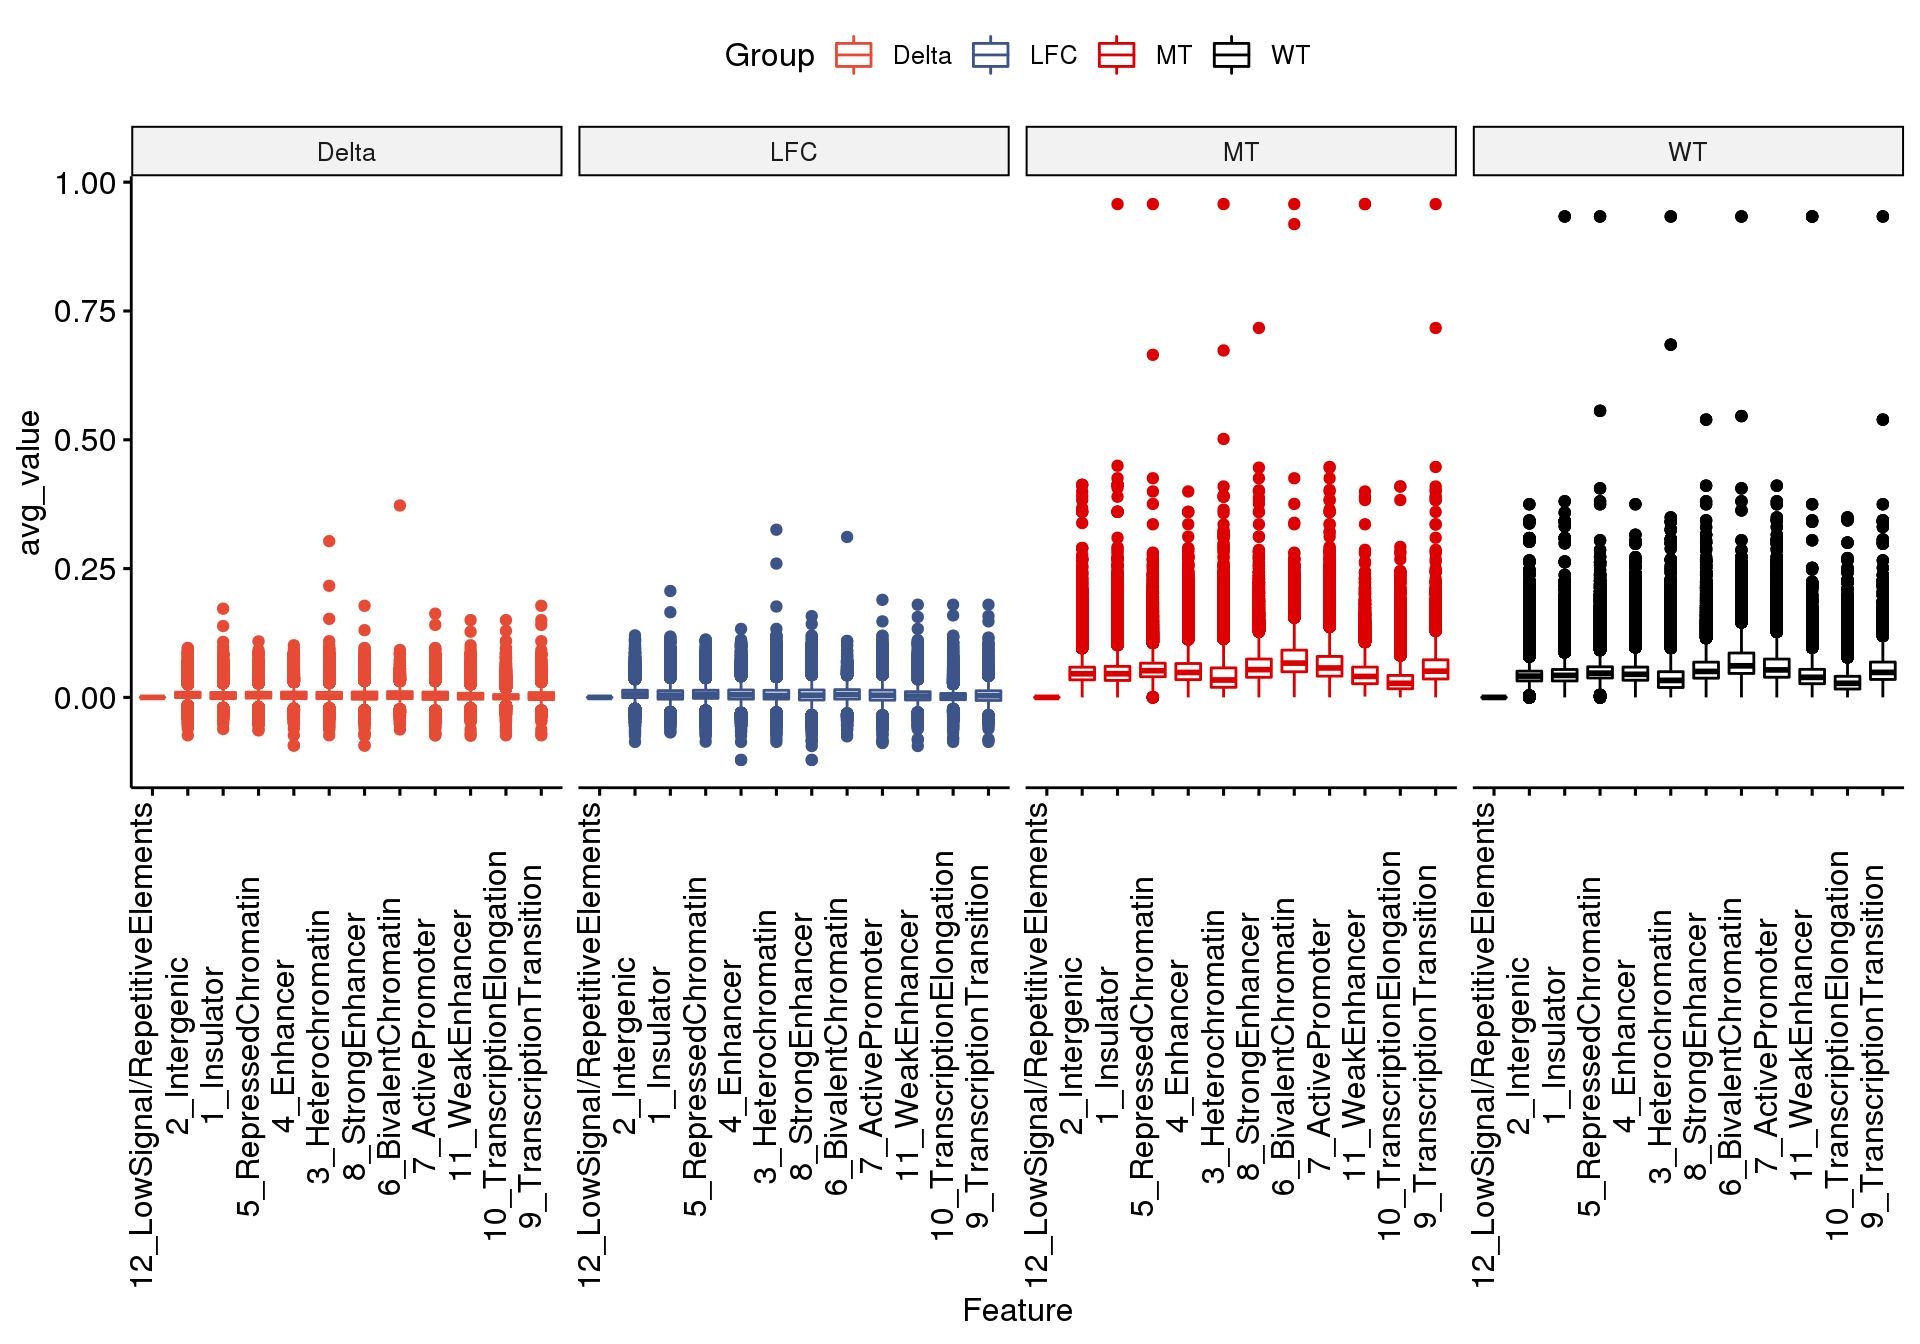 Group Delta LFC MT WT
Delta LFC MT WT
1.00
0.75
0.50
0.25
0.00
avg_value
12_LowSignal/RepetitiveElements
2_Intergenic
1_Insulator
5_RepressedChromatin
4_Enhancer
3_Heterochromatin
8_StrongEnhancer
6_BivalentChromatin
7_ActivePromoter
11_WeakEnhancer
10_TranscriptionElongation
9_TranscriptionTransition
12_LowSignal/RepetitiveElements
2_Intergenic
1_Insulator
5_RepressedChromatin
4_Enhancer
3_Heterochromatin
8_StrongEnhancer
6_BivalentChromatin
7_ActivePromoter
11_WeakEnhancer
10_TranscriptionElongation
9_TranscriptionTransition
12_LowSignal/RepetitiveElements
2_Intergenic
1_Insulator
5_RepressedChromatin
4_Enhancer
3_Heterochromatin
8_StrongEnhancer
6_BivalentChromatin
7_ActivePromoter
11_WeakEnhancer
10_TranscriptionElongation
9_TranscriptionTransition
12_LowSignal/RepetitiveElements
2_Intergenic
1_Insulator
5_RepressedChromatin
4_Enhancer
3_Heterochromatin
8_StrongEnhancer
6_BivalentChromatin
7_ActivePromoter
11_WeakEnhancer
10_TranscriptionElongation
9_TranscriptionTransition
Feature